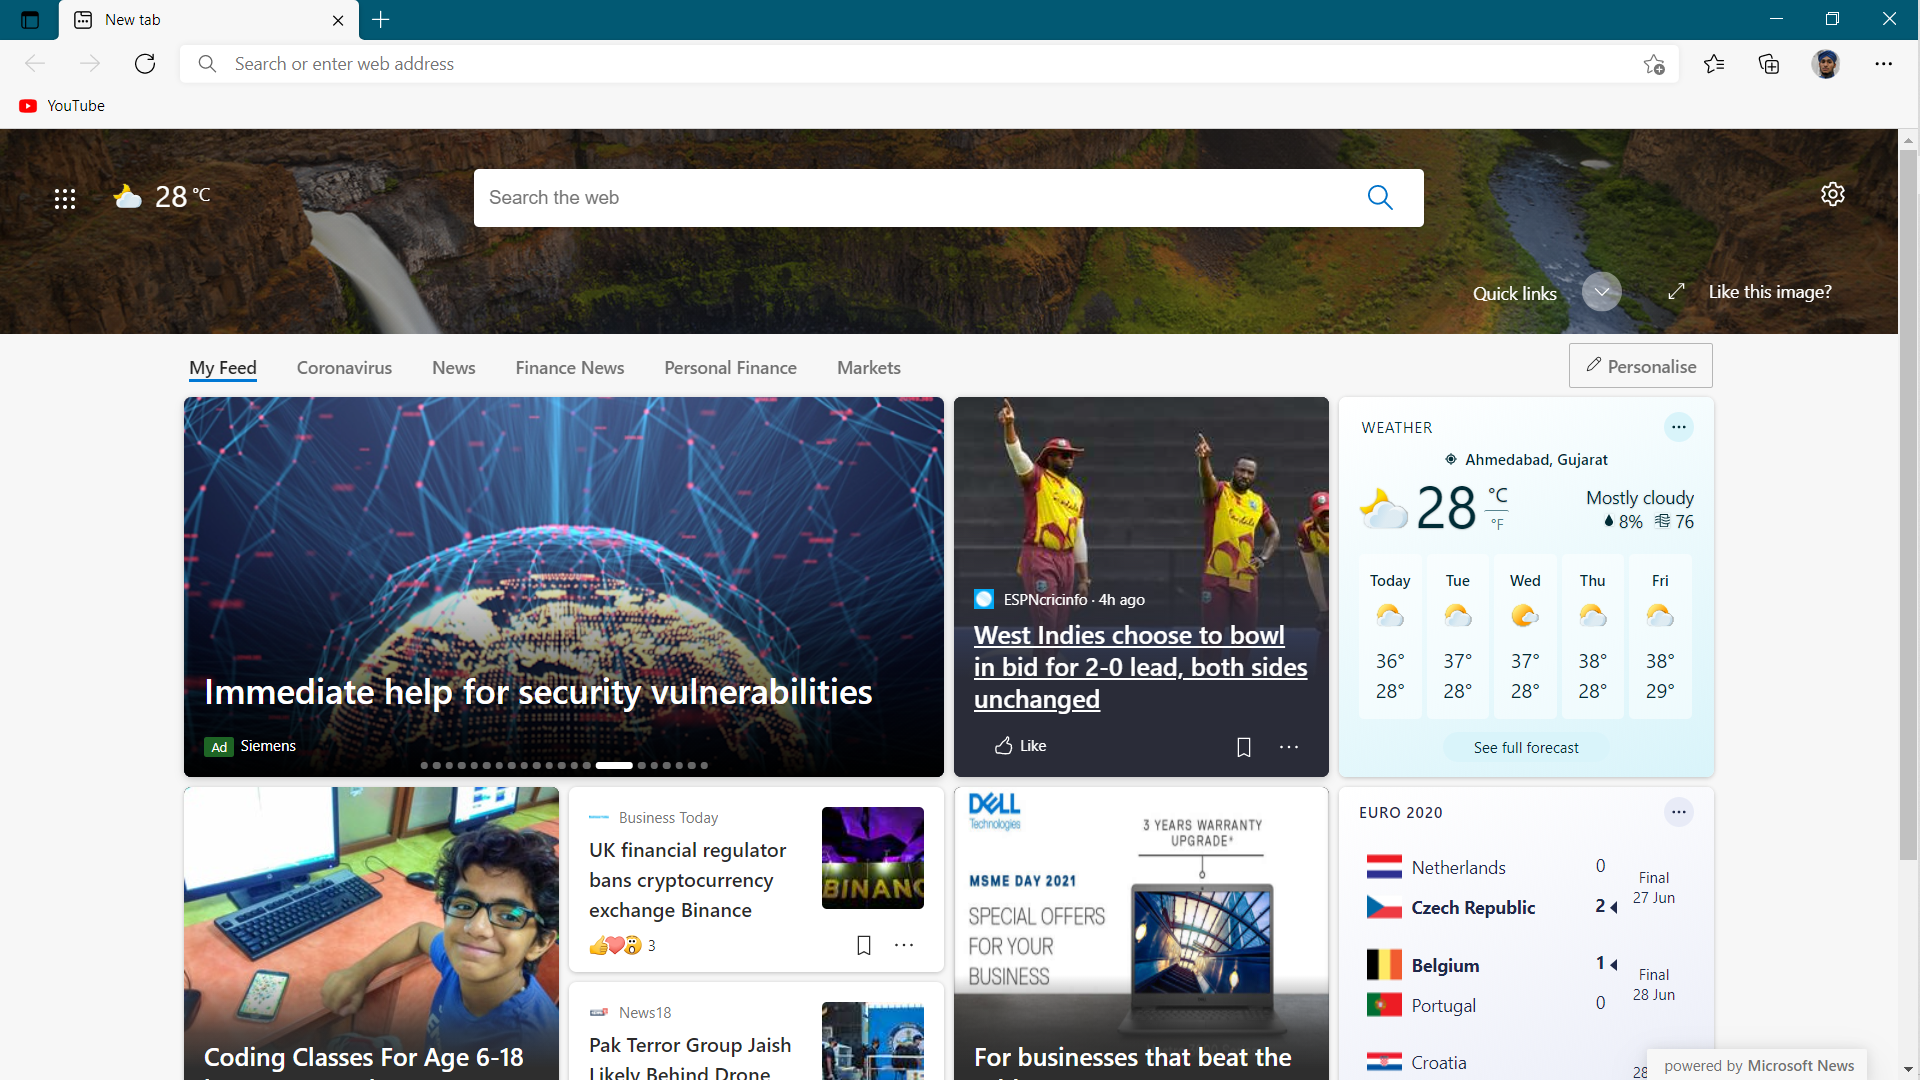 New tab
Search or enter web address
YouTube
28 °C
Search the web
Quick links
Like this image?
My Feed
Coronavirus
News
Finance News
Personal Finance
Markets
Personalise
Immediate help for security vulnerabilities
Ad Siemens
ESPNcricinfo · 4h ago
West Indies choose to bowl
in bid for 2-0 lead, both sides
unchanged
Like
WEATHER
Ahmedabad, Gujarat
28 °C
°F
Mostly cloudy
8% 76
Today Tue Wed Thu Fri
36° 37° 37° 38° 38°
28° 28° 28° 28° 29°
See full forecast
Coding Classes For Age 6-18
Business Today
UK financial regulator
bans cryptocurrency
exchange Binance
3
BINANC
News18
Pak Terror Group Jaish
Likely Behind Drone
DELL
Technologies
3 YEARS WARRANTY
UPGRADE*
MSME DAY 2021
SPECIAL OFFERS
FOR YOUR
BUSINESS
For businesses that beat the
EURO 2020
Netherlands 0
Czech Republic 2
Final
27 Jun
Belgium 1
Portugal 0
Final
28 Jun
Croatia
28
powered by Microsoft News